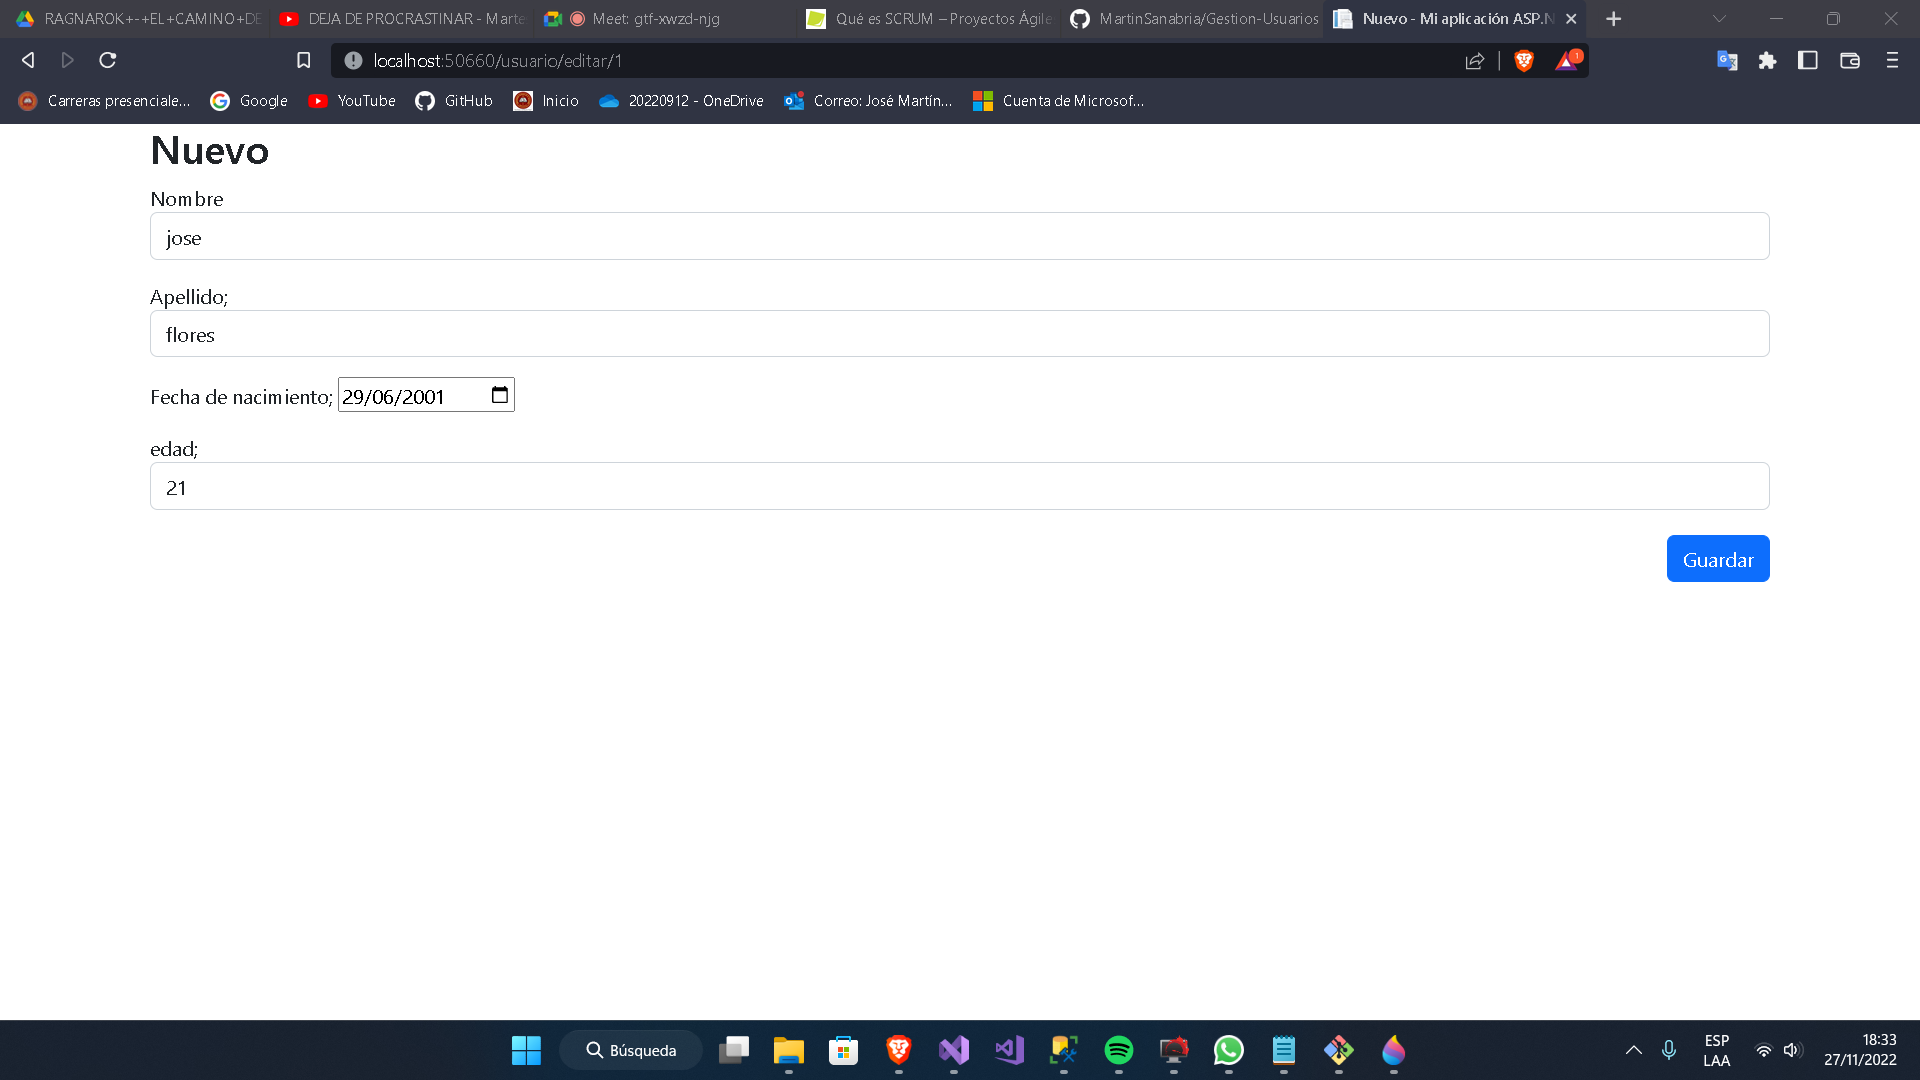 RAGNAROK+-+EL+CAMINO+DE
DEJA DE PROCRASTINAR - Marte
Meet: gtf-xwzd-njg
Qué es SCRUM – Proyectos Ágile
MartinSanabria/Gestion-Usuarios
Nuevo - Mi aplicación ASP.N
localhost:50660/usuario/editar/1
1
Carreras presenciale...
Google
YouTube
GitHub
Inicio
20220912 - OneDrive
Correo: José Martín...
Cuenta de Microsof...
Nuevo
Nombre
jose
Apellido;
flores
Fecha de nacimiento; 29/06/2001
edad;
21
Guardar
Búsqueda
ESP
LAA
18:33
27/11/2022